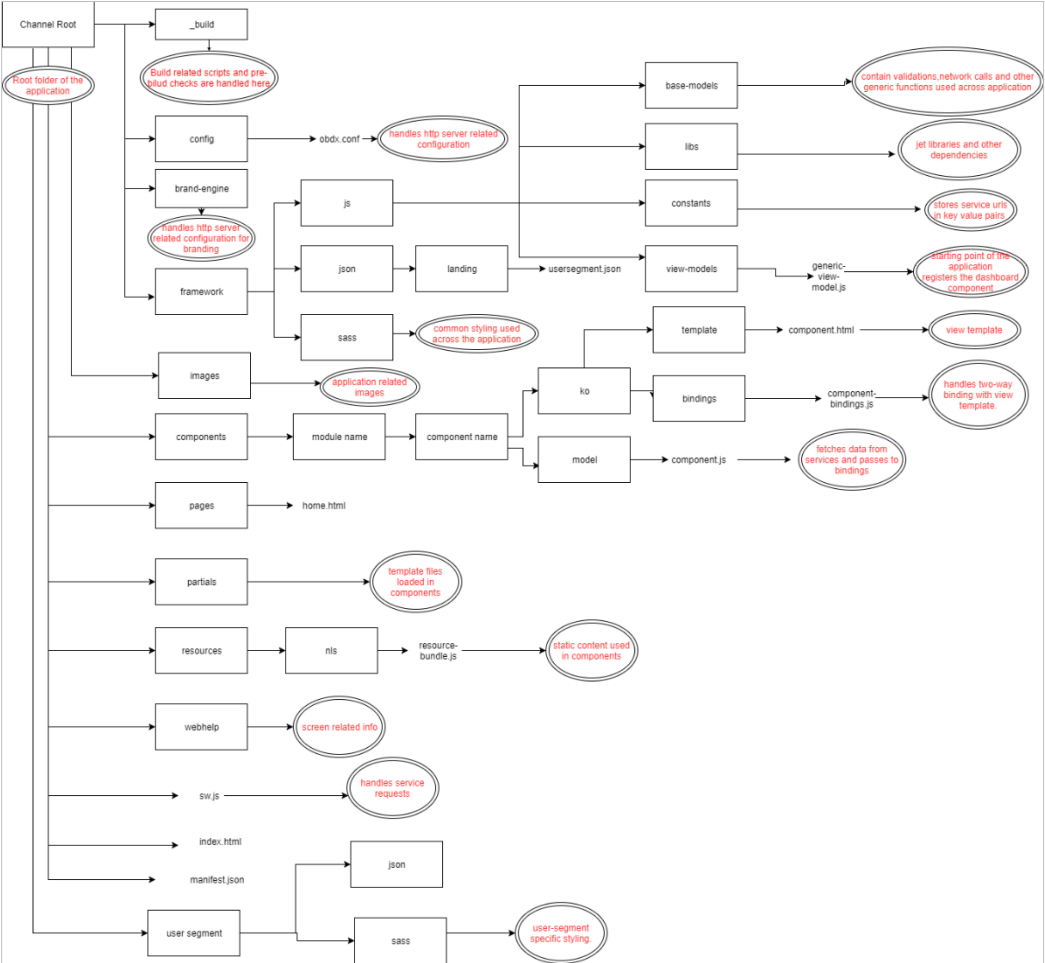 Channel Root
_build
Root folder of the
application
Build related scripts and pre-
bilud checks are handled here
base-models
contain validations,network calls and other
generic functions used across application
config
obdx.conf
handles http server related
configuration
libs
jet libraries and other
dependencies
brand-engine
handles http server
related configuration for
branding
js
constants
stores service urls
in key value pairs
framework
json
landing
usersegment.json
view-models
generic-
view-
model.js
starting point of the
application
registers the dashboard
component
sass
common styling used
across the application
template
component.html
view template
images
application related
images
ko
bindings
component-
bindings.js
handles two-way
binding with view
template.
components
module name
component name
model
component.js
fetches data from
services and passes to
bindings
pages
home.html
partials
template files
loaded in
components
resources
nls
resource-
bundle.js
static content used
in components
webhelp
screen related info
sw.js
handles service
requests
index.html
manifest.json
json
user segment
sass
user-segment
specific styling.